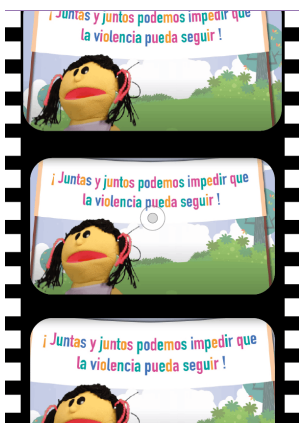 ¡ Juntas y juntos podemos impedir que
la violencia pueda seguir !
¡ Juntas y juntos podemos impedir que
la violencia pueda seguir !
¡ Juntas y juntos podemos impedir que
la violencia pueda seguir !